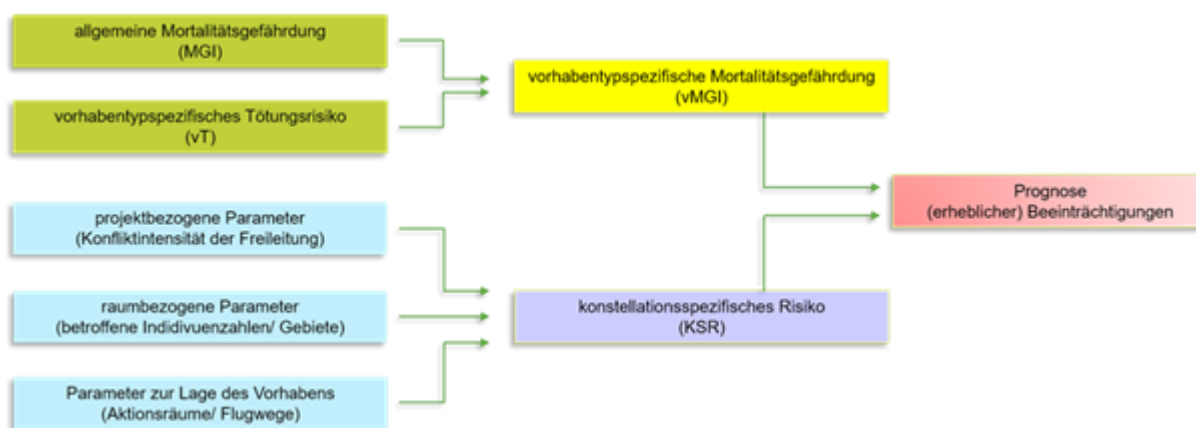 allgemeine Mortalitätsgefährdung
(MGI)
vorhabentypspezifisches Tötungsrisiko
(vT)
projektbezogene Parameter
(Konfliktintensität der Freileitung)
raumbezogene Parameter
(betroffene Indidivuenzahlen/ Gebiete)
Parameter zur Lage des Vorhabens
(Aktionsräume/ Flugwege)
vorhabentypspezifische Mortalitätsgefährdung
(vMGI)
konstellationsspezifisches Risiko
(KSR)
Prognose
(erheblicher) Beeinträchtigungen